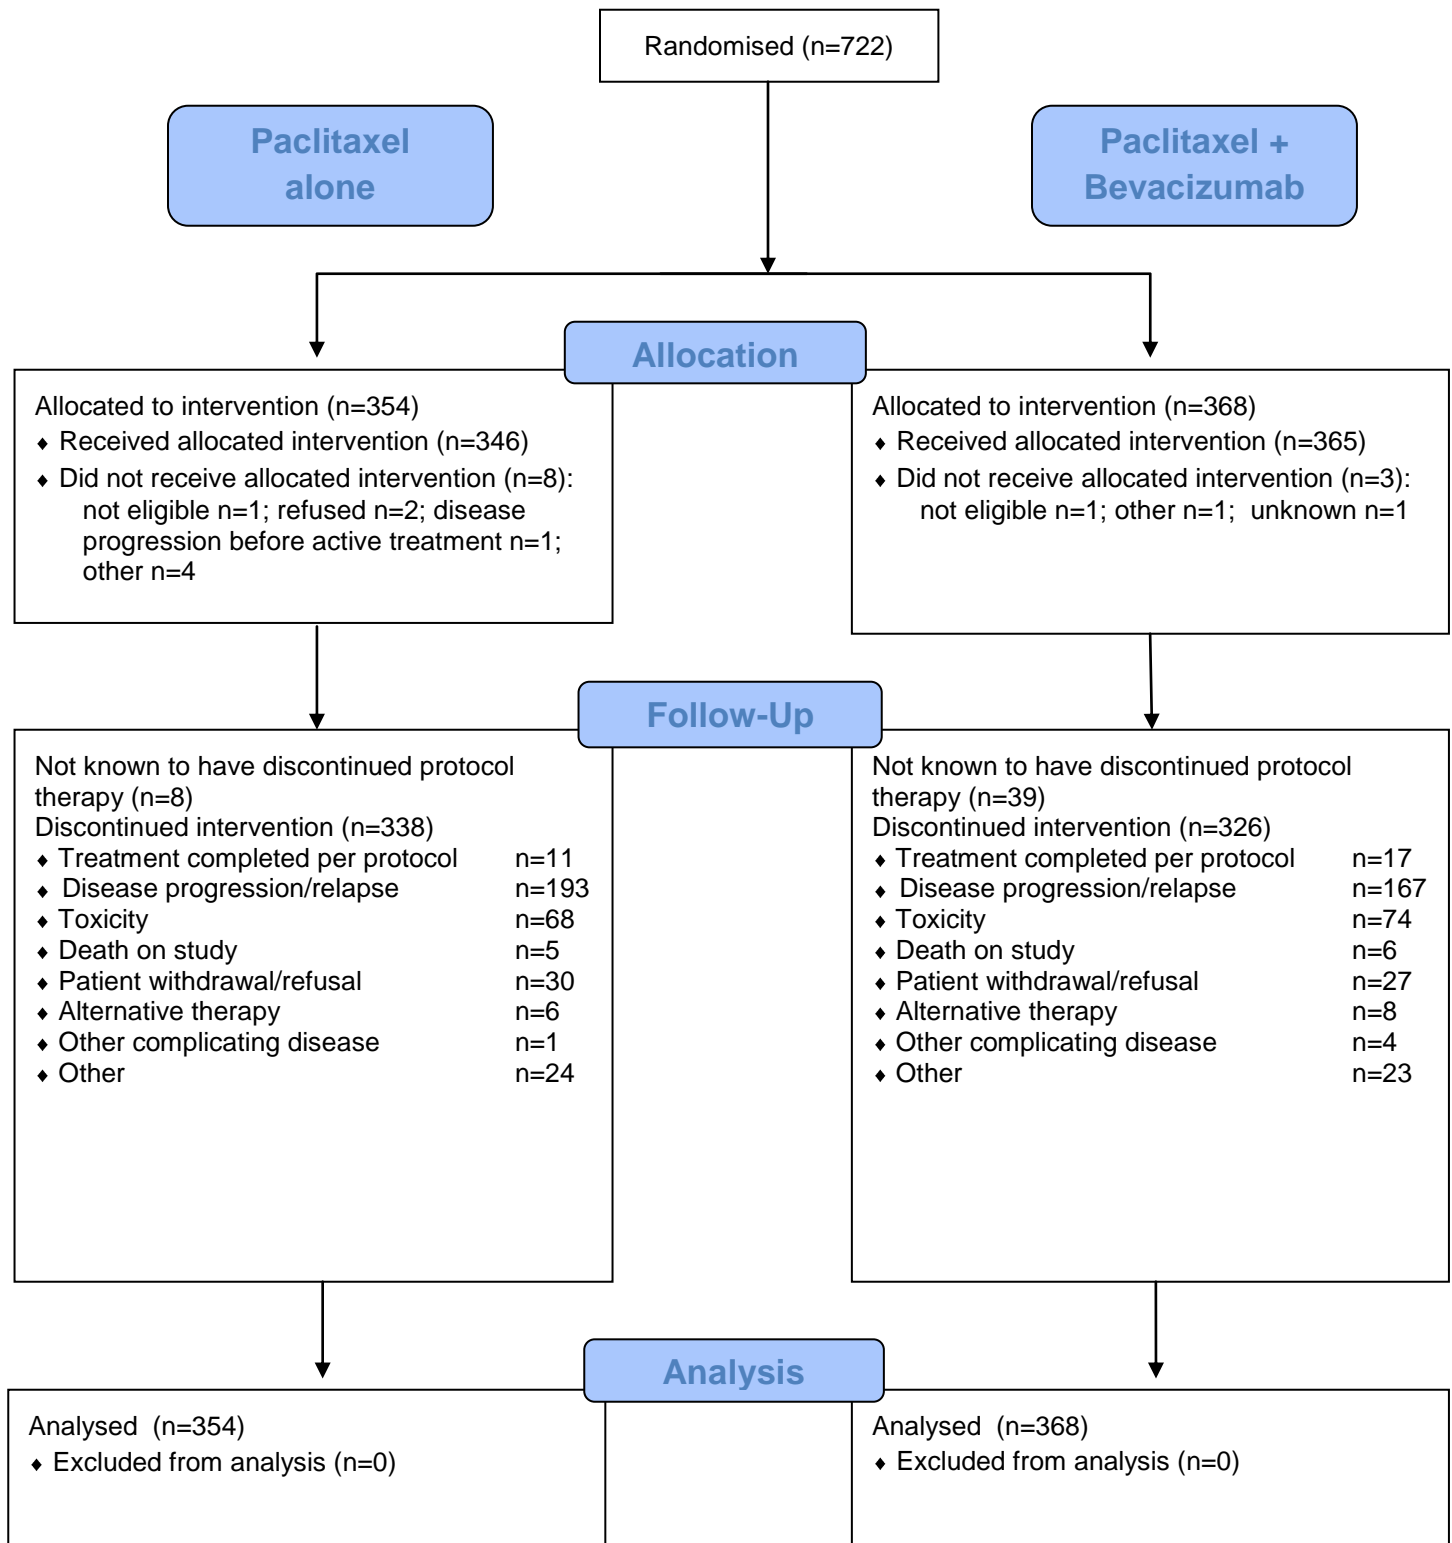 Randomised (n=722)
Paclitaxel
alone
Paclitaxel +
Bevacizumab
Allocation
Allocated to intervention (n=354)
♦ Received allocated intervention (n=346)
♦ Did not receive allocated intervention (n=8):
not eligible n=1; refused n=2; disease
progression before active treatment n=1;
other n=4
Allocated to intervention (n=368)
♦ Received allocated intervention (n=365)
♦ Did not receive allocated intervention (n=3):
not eligible n=1; other n=1; unknown n=1
Follow-Up
Not known to have discontinued protocol
therapy (n=8)
Discontinued intervention (n=338)
♦ Treatment completed per protocol n=11
♦ Disease progression/relapse n=193
♦ Toxicity n=68
♦ Death on study n=5
♦ Patient withdrawal/refusal n=30
♦ Alternative therapy n=6
♦ Other complicating disease n=1
♦ Other n=24
Not known to have discontinued protocol
therapy (n=39)
Discontinued intervention (n=326)
♦ Treatment completed per protocol n=17
♦ Disease progression/relapse n=167
♦ Toxicity n=74
♦ Death on study n=6
♦ Patient withdrawal/refusal n=27
♦ Alternative therapy n=8
♦ Other complicating disease n=4
♦ Other n=23
Analysis
Analysed (n=354)
♦ Excluded from analysis (n=0)
Analysed (n=368)
♦ Excluded from analysis (n=0)